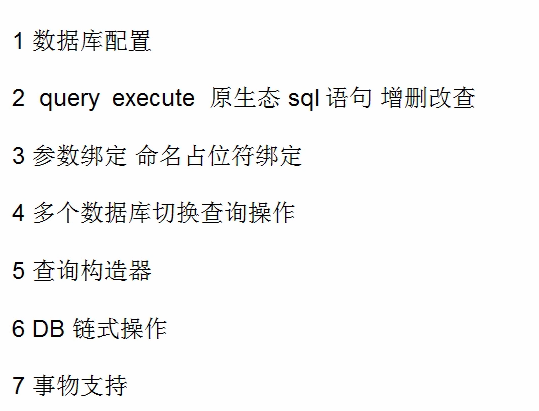 1 数据库配置
2 query execute 原生态 sql 语句 增删改查
3 参数绑定 命名占位符绑定
4 多个数据库切换查询操作
5 查询构造器
6 DB 链式操作
7 事物支持